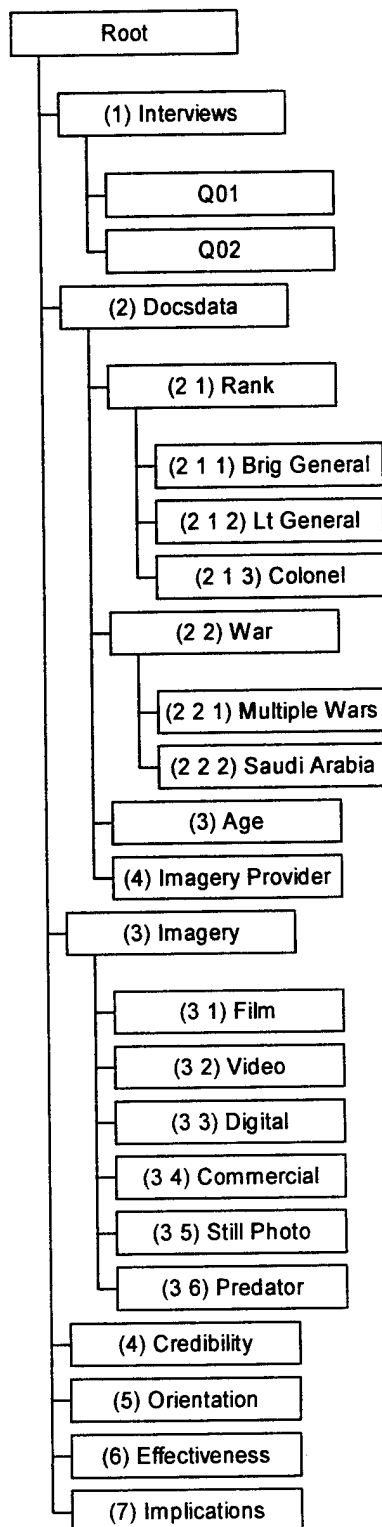 Root
(1) Interviews
Q01
Q02
(2) Docsdata
(2 1) Rank
(2 1 1) Brig General
(2 1 2) Lt General
(2 1 3) Colonel
(2 2) War
(2 2 1) Multiple Wars
(2 2 2) Saudi Arabia
(3) Age
(4) Imagery Provider
(3) Imagery
(3 1) Film
(3 2) Video
(3 3) Digital
(3 4) Commercial
(3 5) Still Photo
(3 6) Predator
(4) Credibility
(5) Orientation
(6) Effectiveness
(7) Implications